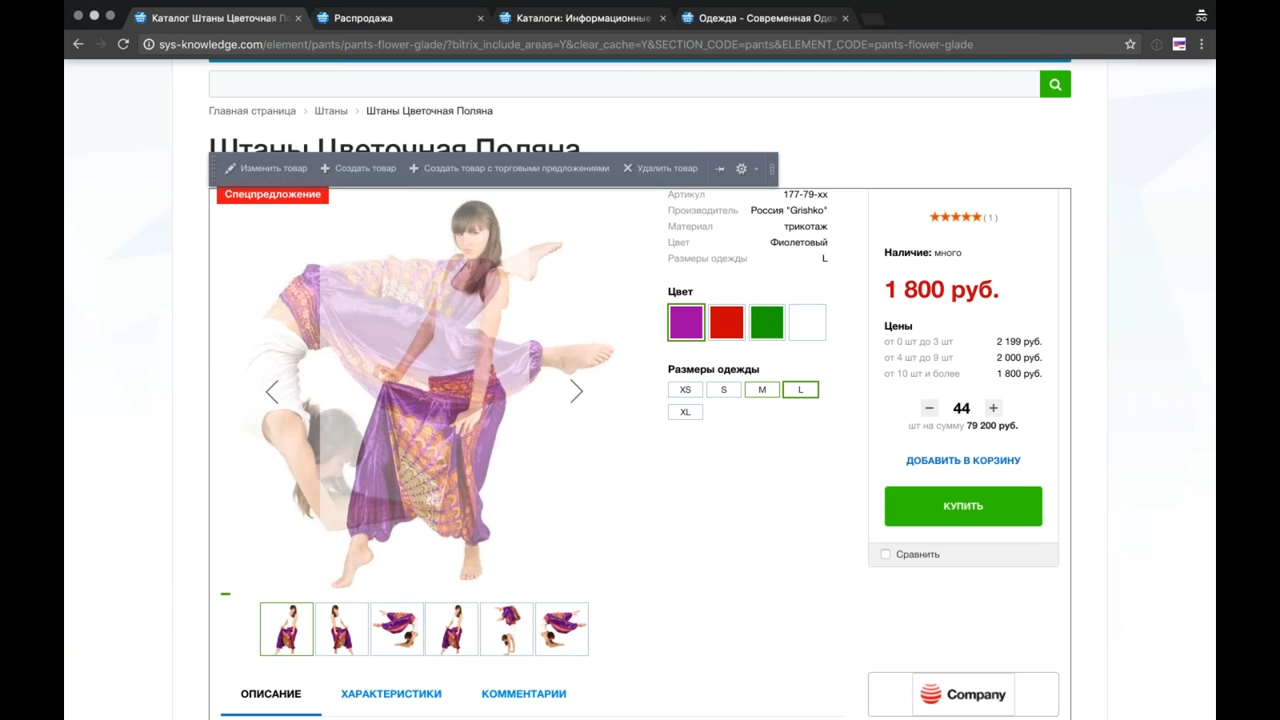 Каталог Штаны Цветочная По
Распродажа
Каталоги: Информационные
Одежда - Современная Оде
sys-knowledge.com/element/pants/pants-flower-glade/?bitrix_include_areas=Y&clear_cache=Y&SECTION_CODE=pants&ELEMENT_CODE=pants-flower-glade
Главная страница > Штаны > Штаны Цветочная Поляна
Штаны Цветочная Поляна
Изменить товар Создать товар Создать товар с торговыми предложениями Удалить товар
Спецпредложение
Артикул 177-79-xx
Производитель Россия "Grishko"
Материал трикотаж
Цвет Фиолетовый
Размеры одежды L
Цвет
Размеры одежды
XS S M L
XL
( 1 )
Наличие: много
1 800 руб.
Цены
от 0 шт до 3 шт 2 199 руб.
от 4 шт до 9 шт 2 000 руб.
от 10 шт и более 1 800 руб.
− 44 +
шт на сумму 79 200 руб.
ДОБАВИТЬ В КОРЗИНУ
КУПИТЬ
Сравнить
ОПИСАНИЕ ХАРАКТЕРИСТИКИ КОММЕНТАРИИ
Company